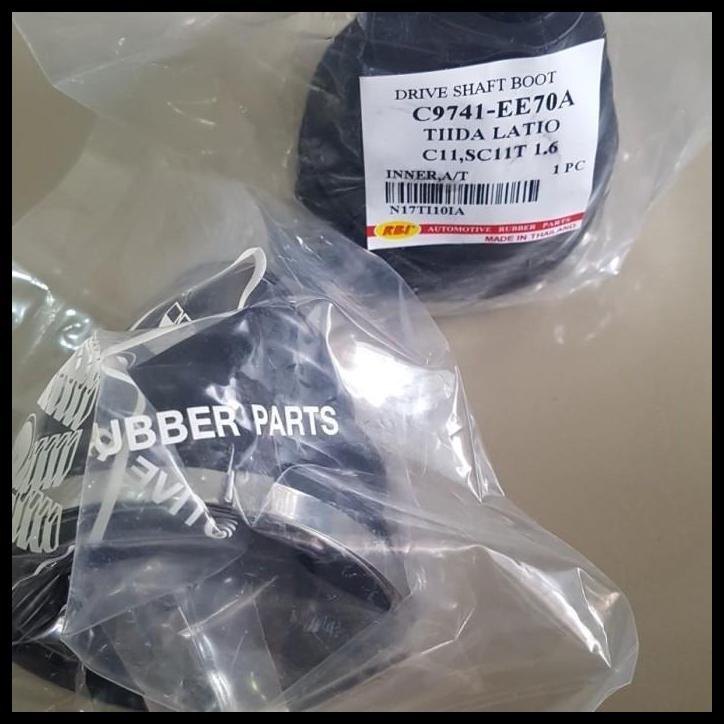 DRIVE SHAFT BOOT
C9741-EE70A
TIIDA LATIO
C11,SC11T 1.6
INNER,A/T 1 PC
N17TI10IA
RBI AUTOMOTIVE RUBBER PARTS
MADE IN THAILAND
RUBBER PARTS